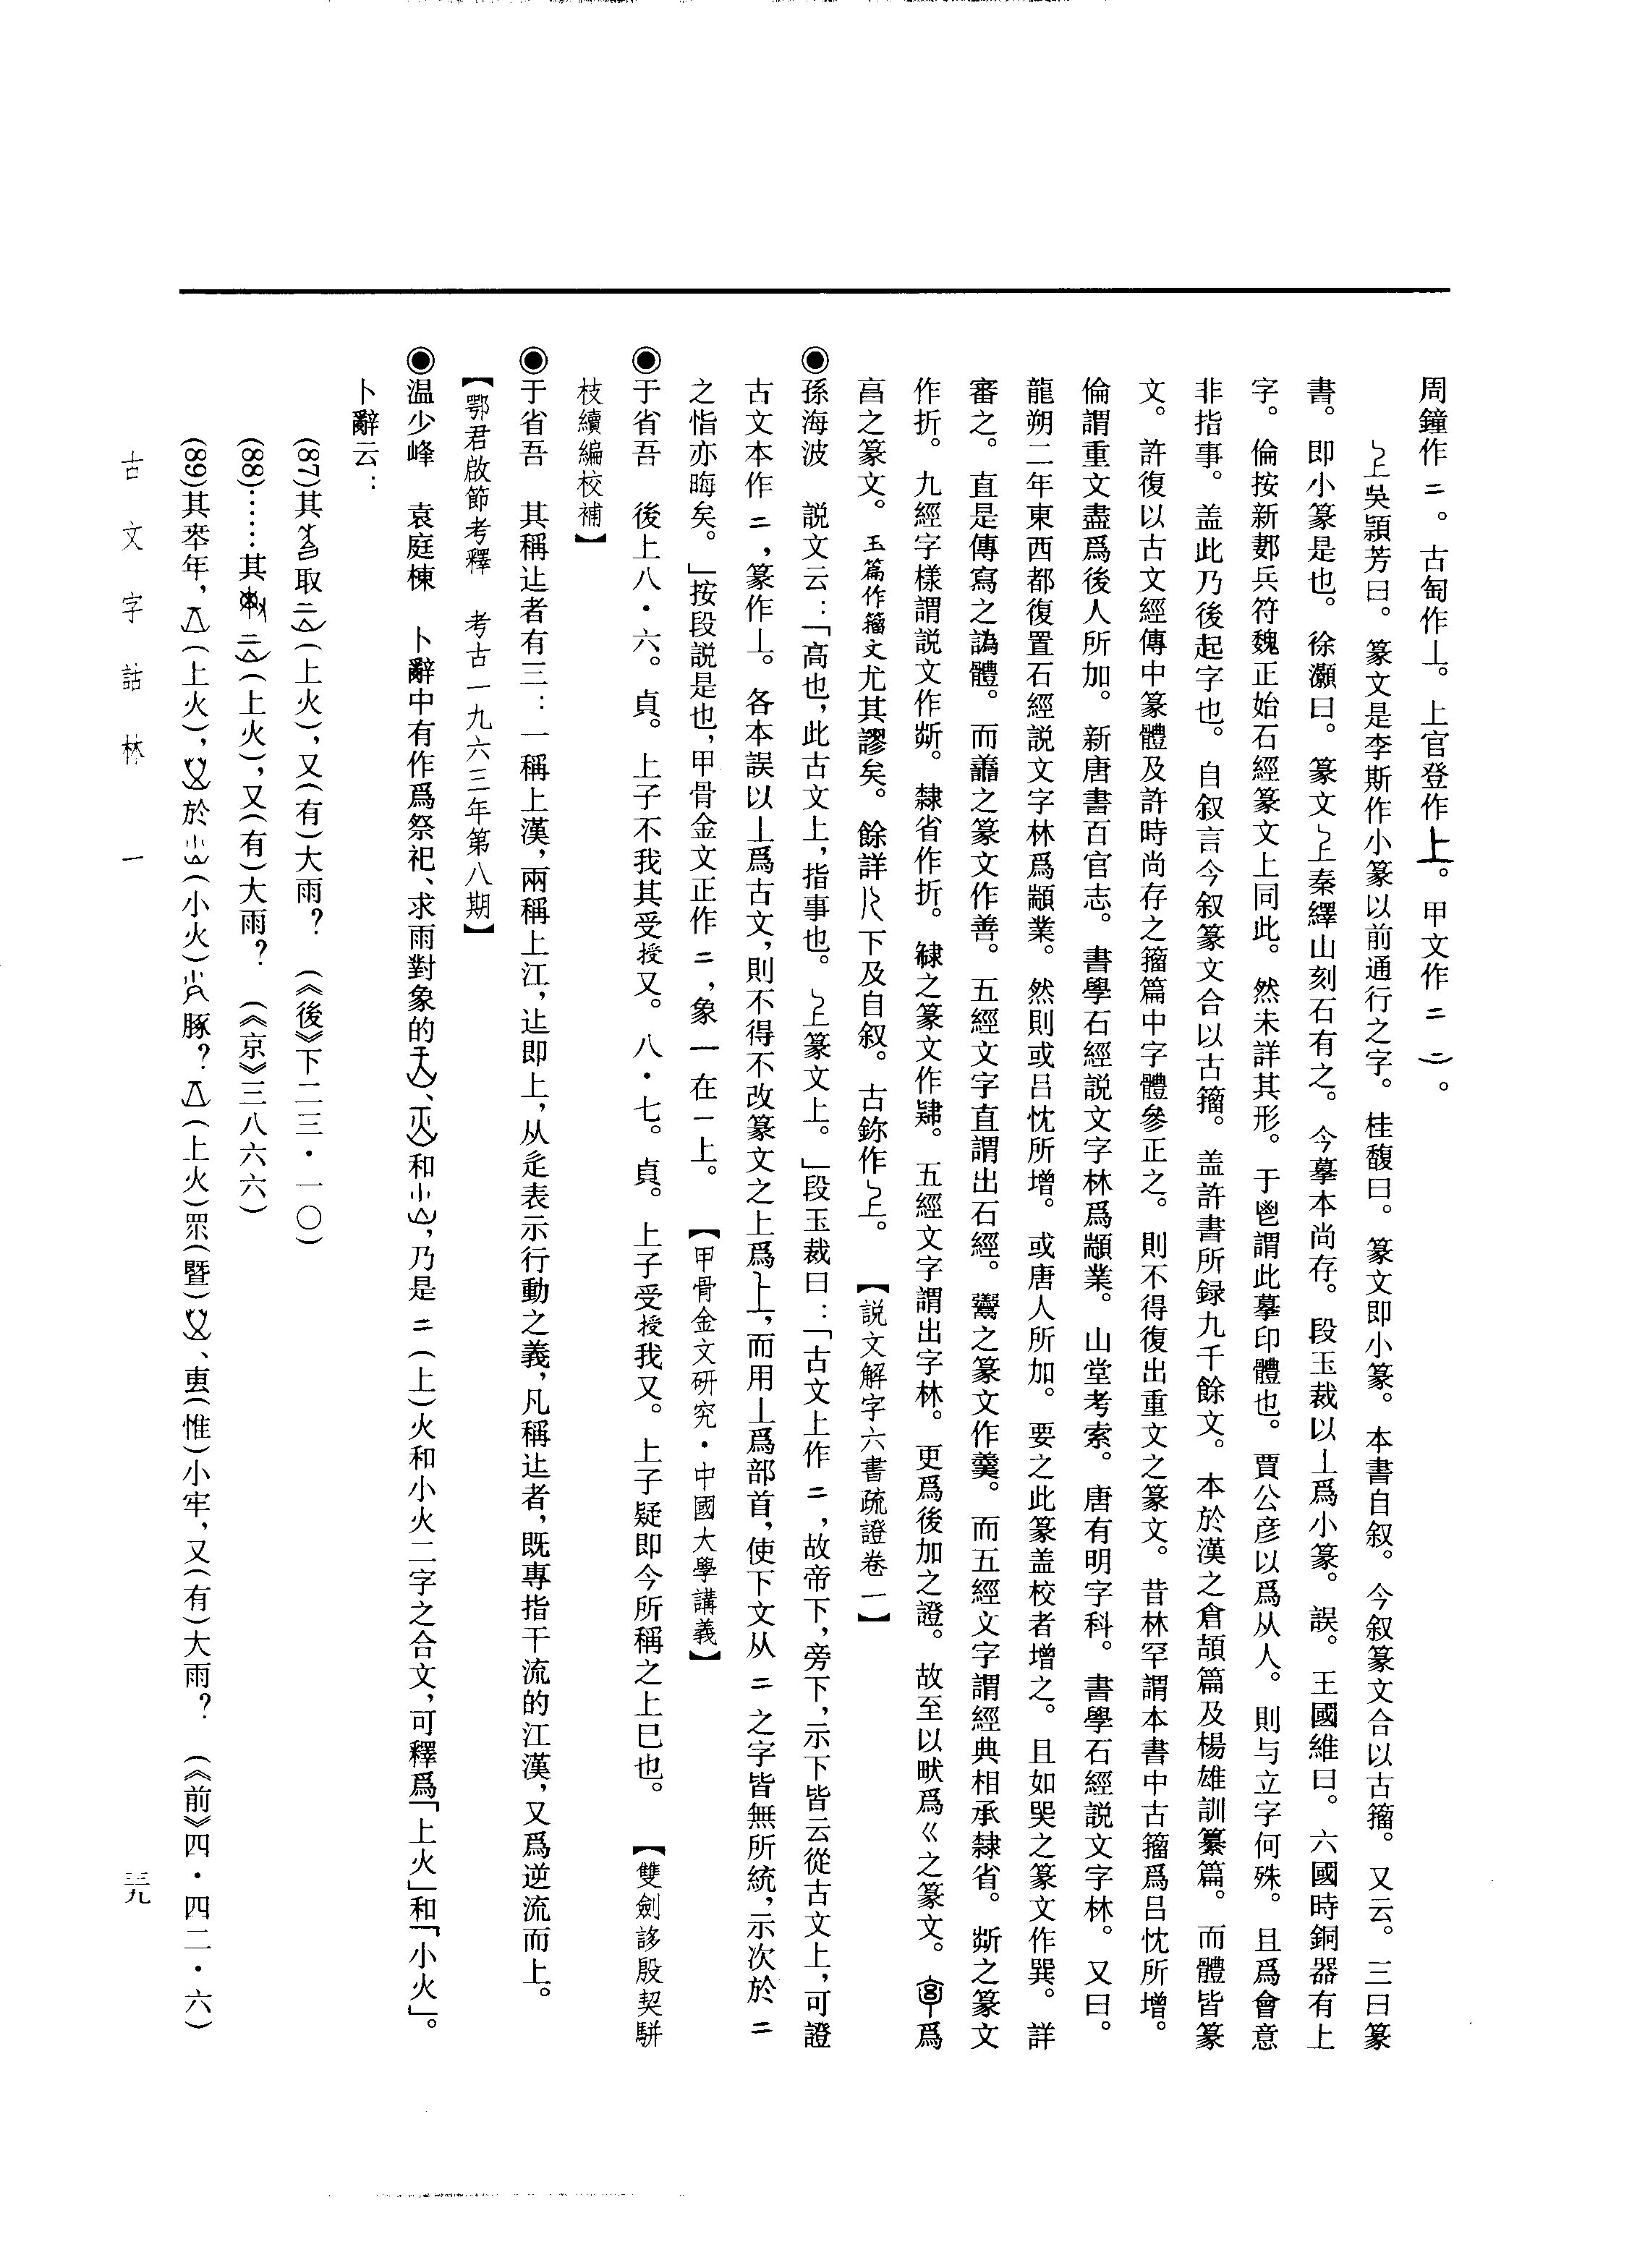 周鐘作二。古匋作丄。上官登作上。甲文作二（二）。
吳穎芳曰。篆文是李斯作小篆以前通行之字。桂馥曰。篆文即小篆。本書自叙。今叙篆文合以古籀。又云。三曰篆
書。即小篆是也。徐灝曰。篆文秦繹山刻石有之。今摹本尚存。段玉裁以丄爲小篆。誤。王國維曰。六國時銅器有上
字。倫按新郪兵符魏正始石經篆文上同此。然未詳其形。于鬯謂此摹印體也。賈公彦以爲从人。則与立字何殊。且爲會意
非指事。盖此乃後起字也。自叙言今叙篆文合以古籀。盖許書所録九千餘文。本於漢之倉頡篇及楊雄訓纂篇。而體皆篆
文。許復以古文經傳中篆體及許時尚存之籀篇中字體參正之。則不得復出重文之篆文。昔林罕謂本書中古籀爲吕忱所增。
倫謂重文盡爲後人所加。新唐書百官志。書學石經説文字林爲顓業。山堂考索。唐有明字科。書學石經説文字林。又曰。
龍朔二年東西都復置石經説文字林爲顓業。然則或吕忱所增。或唐人所加。要之此篆盖校者增之。且如䢼之篆文作巽。詳
審之。直是傳寫之譌體。而譱之篆文作善。五經文字直謂出石經。䰞之篆文作羹。而五經文字謂經典相承隸省。㪿之篆文
作折。九經字樣謂説文作㪿。隸省作折。䘏之篆文作肄。五經文字謂出字林。更爲後加之證。故至以畎爲巜之篆文。𩫖爲
亯之篆文。玉篇作籀文尤其謬矣。餘詳下及自叙。古鉨作。【説文解字六書疏證卷一】
◉孫海波　説文云：「高也，此古文上，指事也。篆文上。」段玉裁曰：「古文上作二，故帝下，旁下，示下皆云從古文上，可證
古文本作二，篆作丄。各本誤以丄爲古文，則不得不改篆文之上爲，而用丄爲部首，使下文从二之字皆無所統，示次於二
之恉亦晦矣。」按段説是也，甲骨金文正作二，象一在一上。【甲骨金文研究・中國大學講義】
◉于省吾　後上八・六。貞。上子不我其受授又。八・七。貞。上子受授我又。上子疑即今所稱之上巳也。【雙劍誃殷契駢
枝續編校補】
◉于省吾　其稱让者有三：一稱上漢，兩稱上江，让即上，从辵表示行動之義，凡稱让者，既專指干流的江漢，又爲逆流而上。
【鄂君啟節考釋　考古一九六三年第八期】
◉温少峰　袁庭棟　卜辭中有作爲祭祀、求雨對象的、和，乃是二（上）火和小火二字之合文，可釋爲「上火」和「小火」。
卜辭云：
(87)其取（上火），又（有）大雨？（《後》下二三・一〇）
(88)……其（上火），又（有）大雨？（《京》三八六六）
(89)其桒年，（上火），於（小火）豚？（上火）眔（暨）、叀（惟）小牢，又（有）大雨？（《前》四・四二・六）
古文字詁林　一
三九